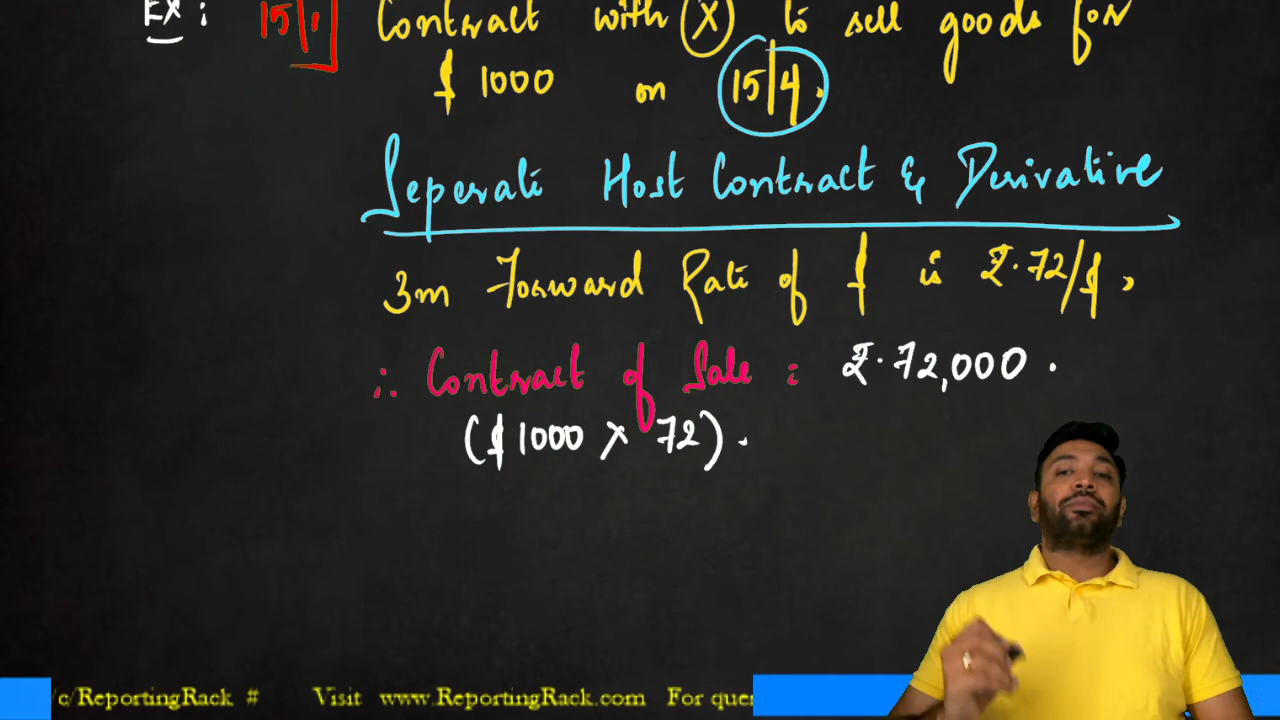 Ex : 15/1 Contract with X to sell goods for
$ 1000 on 15/4.
Seperate Host Contract & Derivative
3m Forward Rate of $ is ₹.72/$,
∴ Contract of Sale : ₹.72,000.
($ 1000 × 72).
/c/ReportingRack # Visit www.ReportingRack.com For que